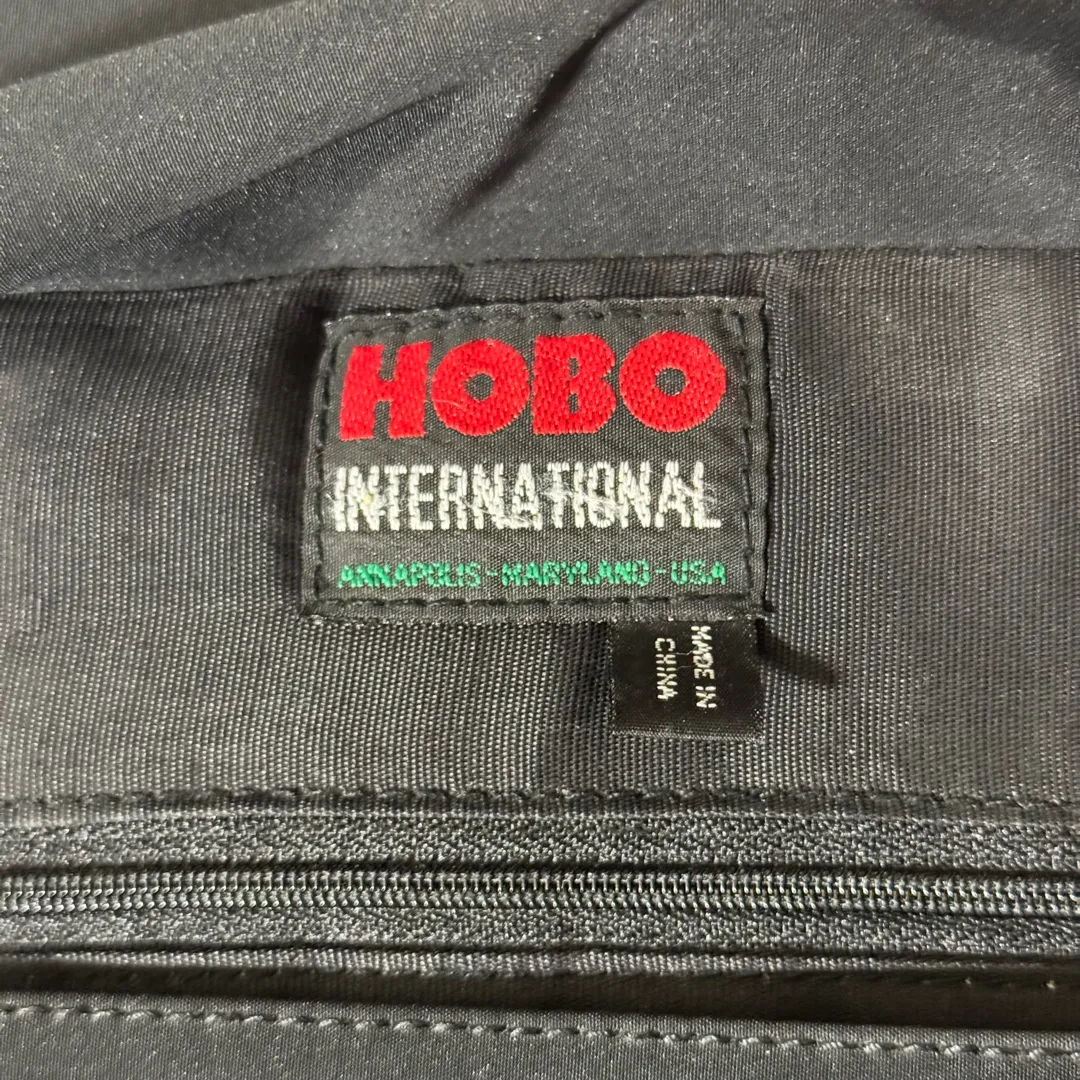 HOBO
INTERNATIONAL
ANNAPOLIS-MARYLAND-USA
MADE IN
CHINA